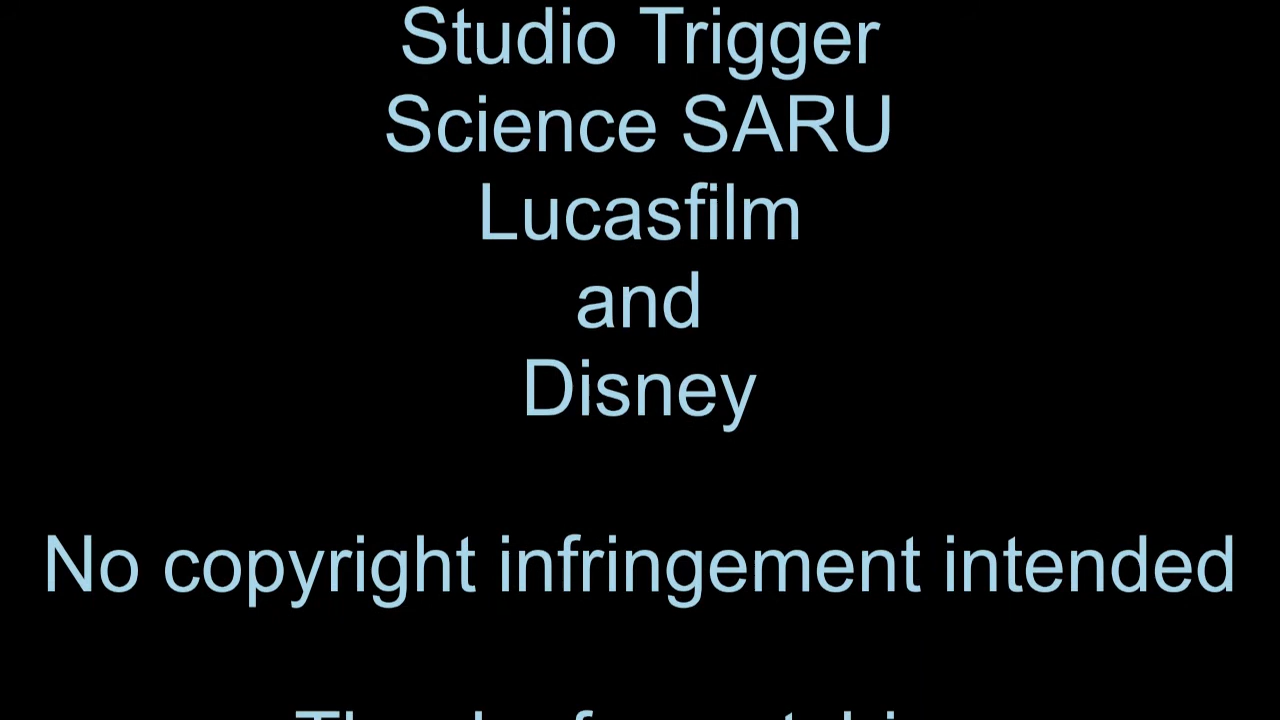 Studio Trigger
Science SARU
Lucasfilm
and
Disney
No copyright infringement intended